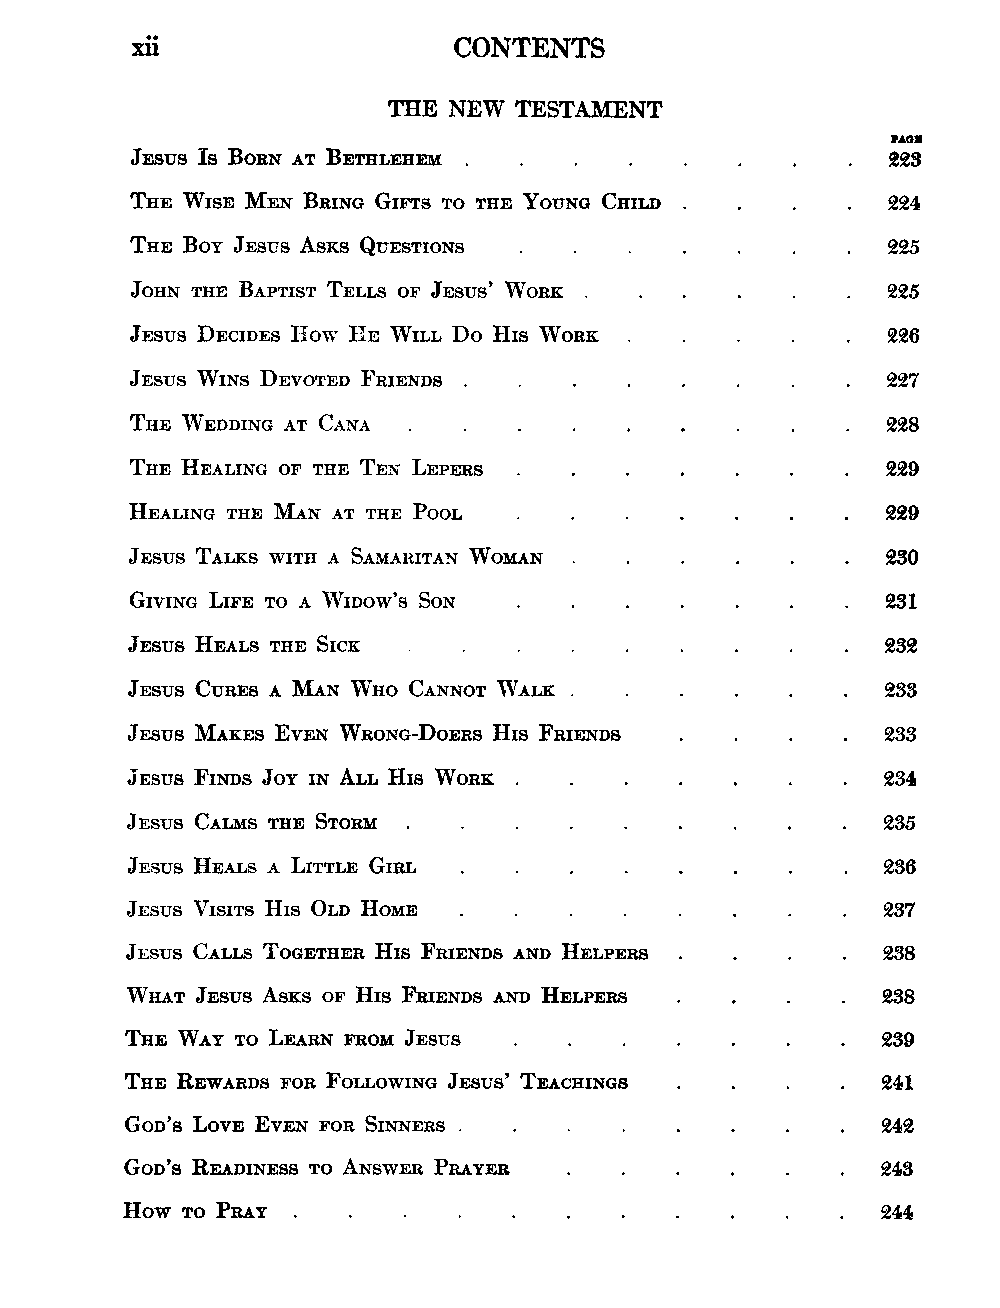 xii CONTENTS
THE NEW TESTAMENT
PAGE
JESUS IS BORN AT BETHLEHEM . . . . . . . . 223
THE WISE MEN BRING GIFTS TO THE YOUNG CHILD . . . . 224
THE BOY JESUS ASKS QUESTIONS . . . . . . . 225
JOHN THE BAPTIST TELLS OF JESUS' WORK . . . . . . 225
JESUS DECIDES HOW HE WILL DO HIS WORK . . . . . 226
JESUS WINS DEVOTED FRIENDS . . . . . . . . 227
THE WEDDING AT CANA . . . . . . . . . 228
THE HEALING OF THE TEN LEPERS . . . . . . . 229
HEALING THE MAN AT THE POOL . . . . . . . 229
JESUS TALKS WITH A SAMARITAN WOMAN . . . . . . 230
GIVING LIFE TO A WIDOW'S SON . . . . . . . 231
JESUS HEALS THE SICK . . . . . . . . . 232
JESUS CURES A MAN WHO CANNOT WALK . . . . . . 233
JESUS MAKES EVEN WRONG-DOERS HIS FRIENDS . . . . 233
JESUS FINDS JOY IN ALL HIS WORK . . . . . . . 234
JESUS CALMS THE STORM . . . . . . . . . 235
JESUS HEALS A LITTLE GIRL . . . . . . . . 236
JESUS VISITS HIS OLD HOME . . . . . . . . 237
JESUS CALLS TOGETHER HIS FRIENDS AND HELPERS . . . . 238
WHAT JESUS ASKS OF HIS FRIENDS AND HELPERS . . . . 238
THE WAY TO LEARN FROM JESUS . . . . . . . 239
THE REWARDS FOR FOLLOWING JESUS' TEACHINGS . . . . 241
GOD'S LOVE EVEN FOR SINNERS . . . . . . . . 242
GOD'S READINESS TO ANSWER PRAYER . . . . . . 243
HOW TO PRAY . . . . . . . . . . . 244